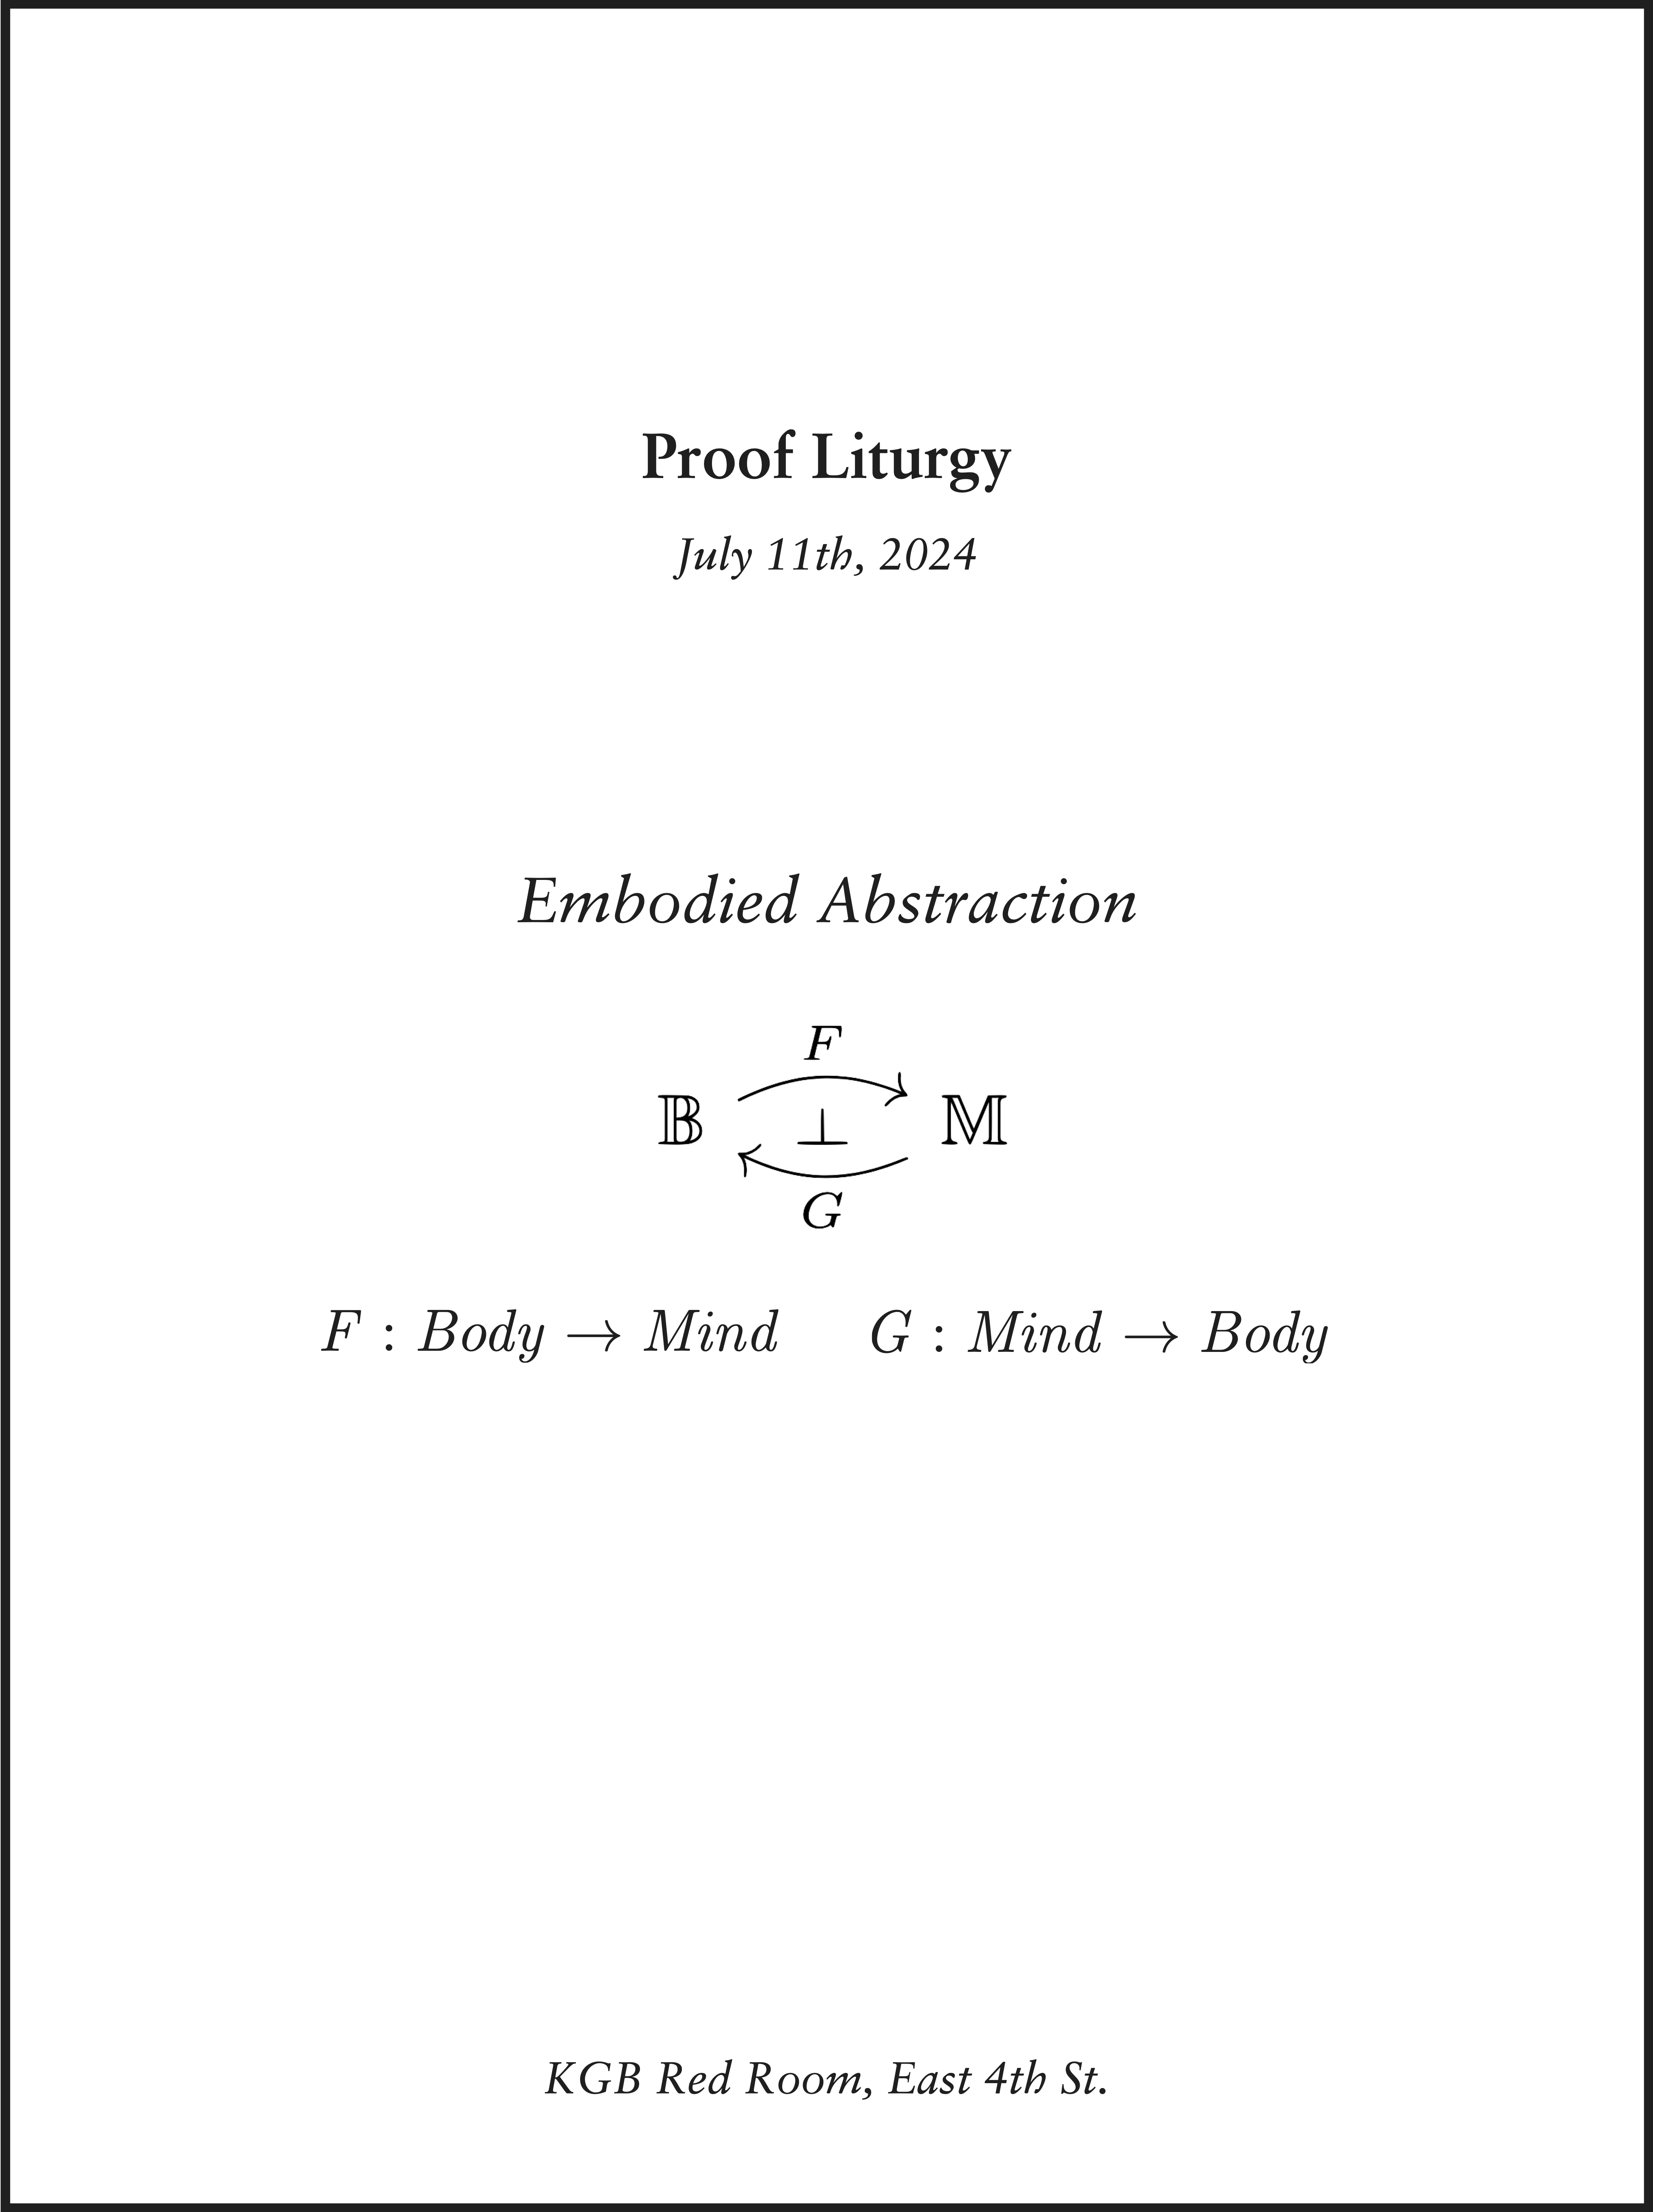 Proof Liturgy
July 11th, 2024
Embodied Abstraction
F
𝔹 ⊥ 𝕄
G
F : Body → Mind G : Mind → Body
KGB Red Room, East 4th St.